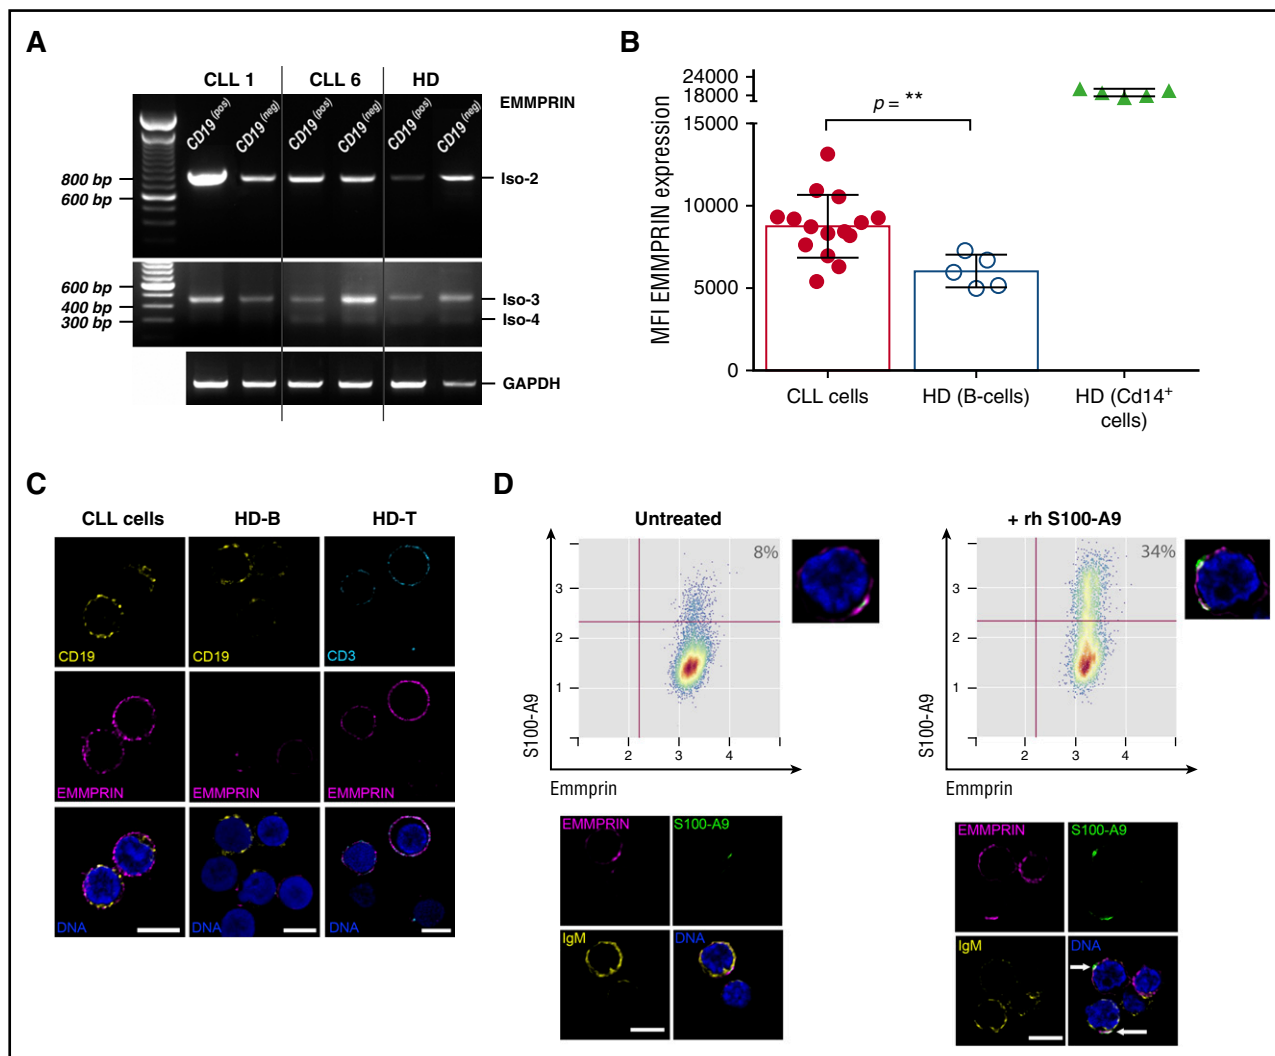 A
CLL 1
CLL 6
HD
EMMPRIN
CD19 (pos)
CD19 (neg)
CD19 (pos)
CD19 (neg)
CD19 (pos)
CD19 (neg)
800 bp
600 bp
Iso-2
600 bp
400 bp
300 bp
Iso-3
Iso-4
GAPDH
B
MFI EMMPRIN expression
24000
18000
15000
10000
5000
0
p = **
CLL cells
HD (B-cells)
HD (Cd14+
cells)
C
CLL cells
HD-B
HD-T
CD19
CD19
CD3
EMMPRIN
EMMPRIN
EMMPRIN
DNA
DNA
DNA
D
Untreated
8%
S100-A9
3
2
1
2
3
4
Emmprin
EMMPRIN
S100-A9
IgM
DNA
+ rh S100-A9
34%
S100-A9
3
2
1
2
3
4
Emmprin
EMMPRIN
S100-A9
IgM
DNA